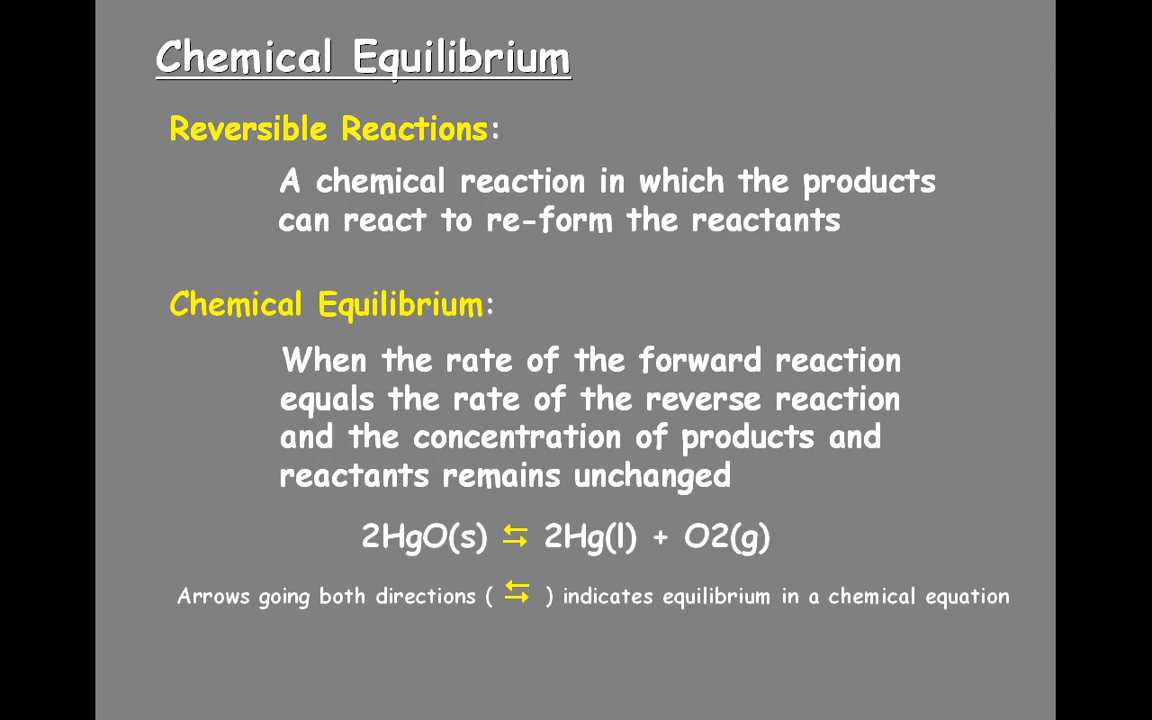 Chemical Equilibrium
Reversible Reactions:
A chemical reaction in which the products
can react to re-form the reactants
Chemical Equilibrium:
When the rate of the forward reaction
equals the rate of the reverse reaction
and the concentration of products and
reactants remains unchanged
2HgO(s) ⇆ 2Hg(l) + O2(g)
Arrows going both directions ( ⇆ ) indicates equilibrium in a chemical equation